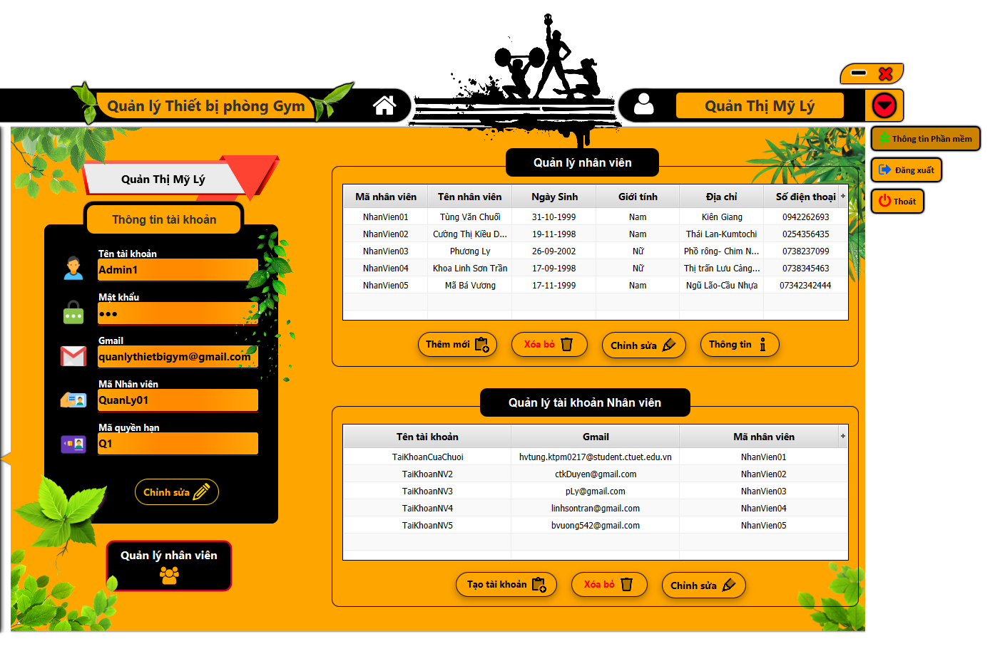 Quản lý Thiết bị phòng Gym
Quản Thị Mỹ Lý
Thông tin Phần mềm
Đăng xuất
Thoát
Quản Thị Mỹ Lý
Thông tin tài khoản
Tên tài khoản
Admin1
Mật khẩu
●●●
Gmail
quanlythietbigym@gmail.com
Mã Nhân viên
QuanLy01
Mã quyền hạn
Q1
Chỉnh sửa
Quản lý nhân viên
Quản lý nhân viên
Mã nhân viên Tên nhân viên Ngày Sinh Giới tính Địa chỉ Số điện thoại +
NhanVien01 Tùng Văn Chuối 31-10-1999 Nam Kiên Giang 0942262693
NhanVien02 Cường Thị Kiều D... 19-11-1998 Nam Thái Lan-Kumtochi 0254356435
NhanVien03 Phương Ly 26-09-2002 Nữ Phồ rông- Chim N... 0738237099
NhanVien04 Khoa Linh Sơn Trần 17-09-1998 Nữ Thị trấn Lưu Cảng... 0738345463
NhanVien05 Mã Bá Vương 17-11-1999 Nam Ngũ Lão-Cầu Nhựa 07342342444
Thêm mới Xóa bỏ Chỉnh sửa Thông tin
Quản lý tài khoản Nhân viên
Tên tài khoản Gmail Mã nhân viên +
TaiKhoanCuaChuoi hvtung.ktpm0217@student.ctuet.edu.vn NhanVien01
TaiKhoanNV2 ctkDuyen@gmail.com NhanVien02
TaiKhoanNV3 pLy@gmail.com NhanVien03
TaiKhoanNV4 linhsontran@gmail.com NhanVien04
TaiKhoanNV5 bvuong542@gmail.com NhanVien05
Tạo tài khoản Xóa bỏ Chỉnh sửa